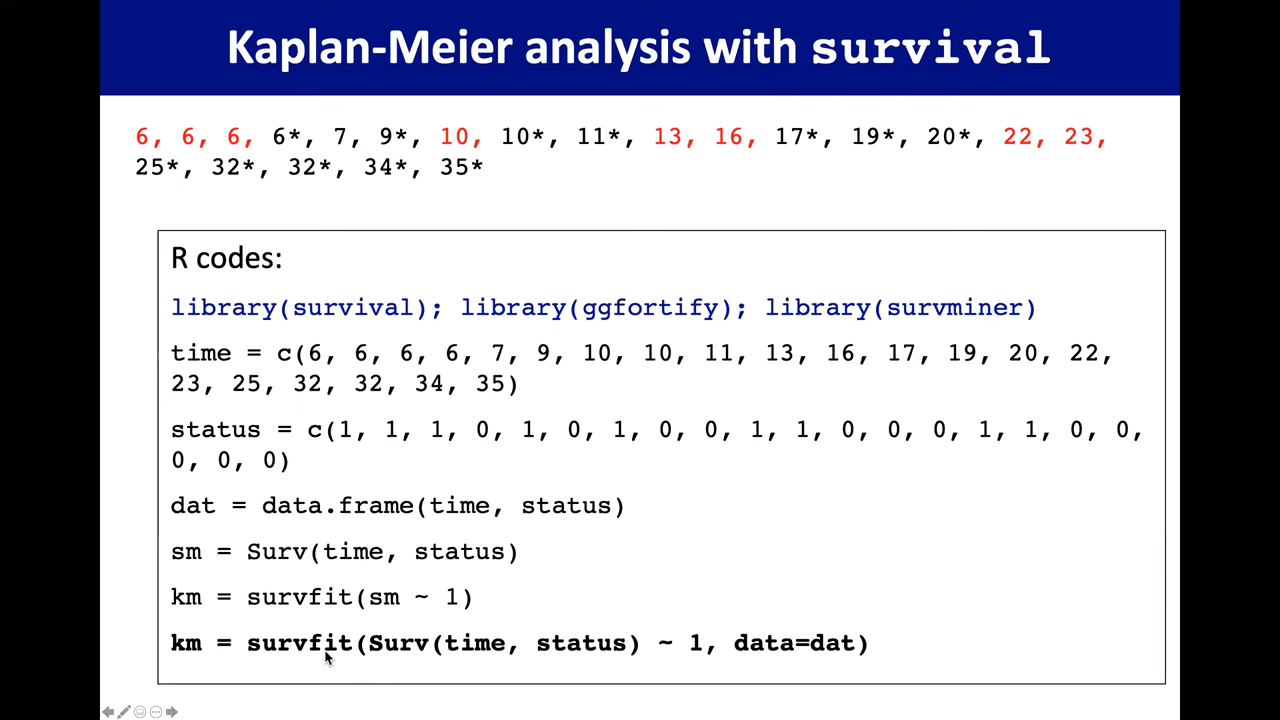 Kaplan-Meier analysis with survival
6, 6, 6, 6*, 7, 9*, 10, 10*, 11*, 13, 16, 17*, 19*, 20*, 22, 23,
25*, 32*, 32*, 34*, 35*
R codes:
library(survival); library(ggfortify); library(survminer)
time = c(6, 6, 6, 6, 7, 9, 10, 10, 11, 13, 16, 17, 19, 20, 22,
23, 25, 32, 32, 34, 35)
status = c(1, 1, 1, 0, 1, 0, 1, 0, 0, 1, 1, 0, 0, 0, 1, 1, 0, 0,
0, 0, 0)
dat = data.frame(time, status)
sm = Surv(time, status)
km = survfit(sm ~ 1)
km = survfit(Surv(time, status) ~ 1, data=dat)